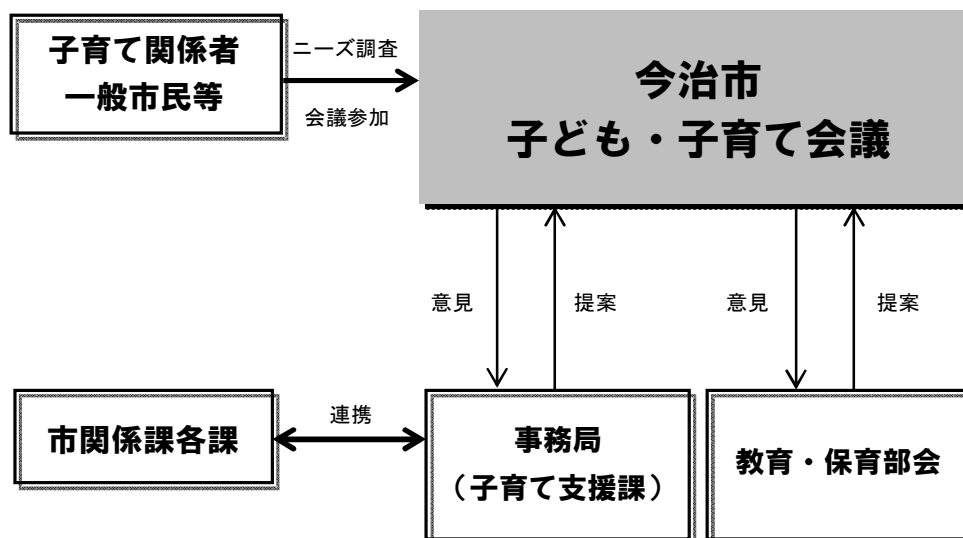 子育て関係者
一般市民等
ニーズ調査
会議参加
今治市
子ども・子育て会議
意見
提案
意見
提案
市関係課各課
連携
事務局
（子育て支援課）
教育・保育部会